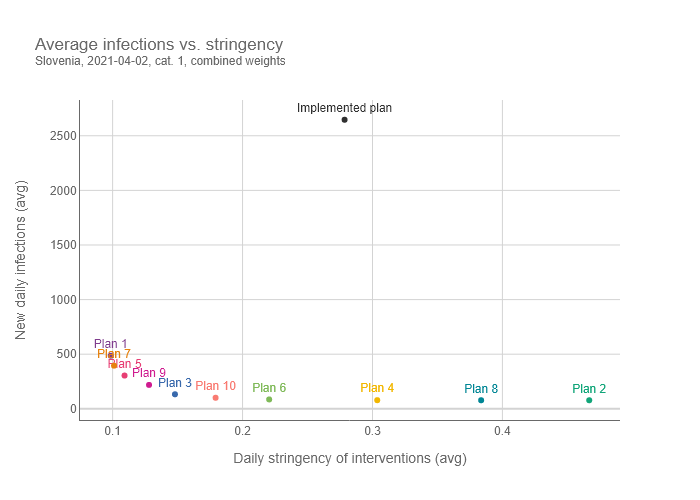 Average infections vs. stringency
Slovenia, 2021-04-02, cat. 1, combined weights
Implemented plan
2500
2000
1500
1000
500
0
New daily infections (avg)
Plan 1
Plan 7
Plan 5
Plan 9
Plan 3
Plan 10
Plan 6
Plan 4
Plan 8
Plan 2
0.1
0.2
0.3
0.4
Daily stringency of interventions (avg)